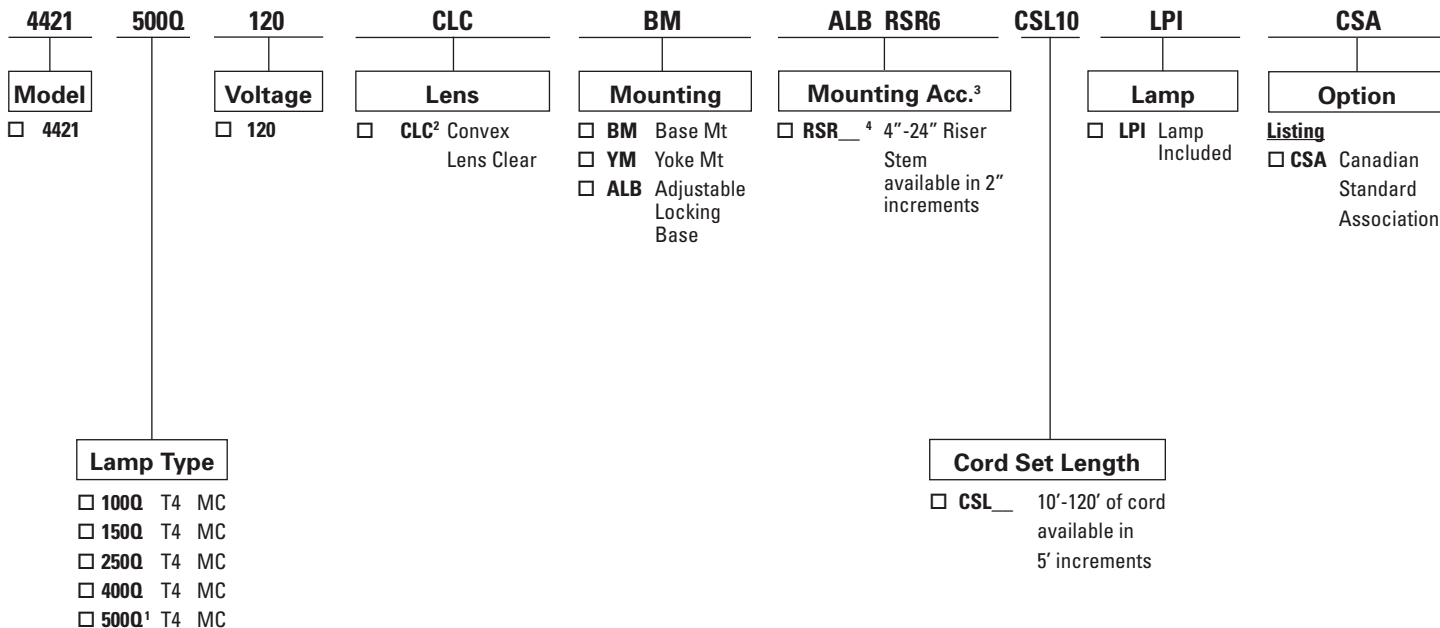 4421 500Q 120 CLC BM ALB RSR6 CSL10 LPI CSA
Model Voltage Lens Mounting Mounting Acc.³ Lamp Option
☐ 4421
☐ 120
☐ CLC² Convex
Lens Clear
☐ BM Base Mt
☐ YM Yoke Mt
☐ ALB Adjustable
Locking
Base
☐ RSR__ ⁴ 4″-24″ Riser
Stem
available in 2″
increments
☐ LPI Lamp
Included
Listing
☐ CSA Canadian
Standard
Association
Lamp Type
☐ 100Q T4 MC
☐ 150Q T4 MC
☐ 250Q T4 MC
☐ 400Q T4 MC
☐ 500Q¹ T4 MC
Cord Set Length
☐ CSL__ 10′-120′ of cord
available in
5′ increments